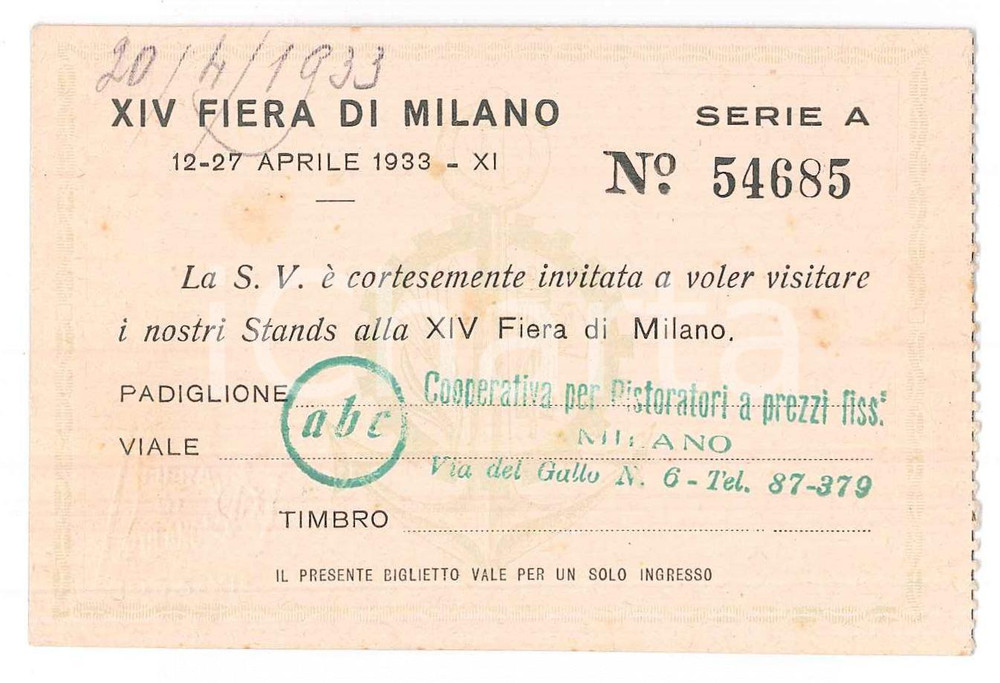 20/4/1933
XIV FIERA DI MILANO
SERIE A
12-27 APRILE 1933 - XI
Nº. 54685
La S. V. è cortesemente invitata a voler visitare
i nostri Stands alla XIV Fiera di Milano.
iCharta
PADIGLIONE
abc
Cooperativa per Ristoratori a prezzi fiss.
VIALE
MILANO
Via del Gallo N. 6 - Tel. 87-379
TIMBRO
IL PRESENTE BIGLIETTO VALE PER UN SOLO INGRESSO